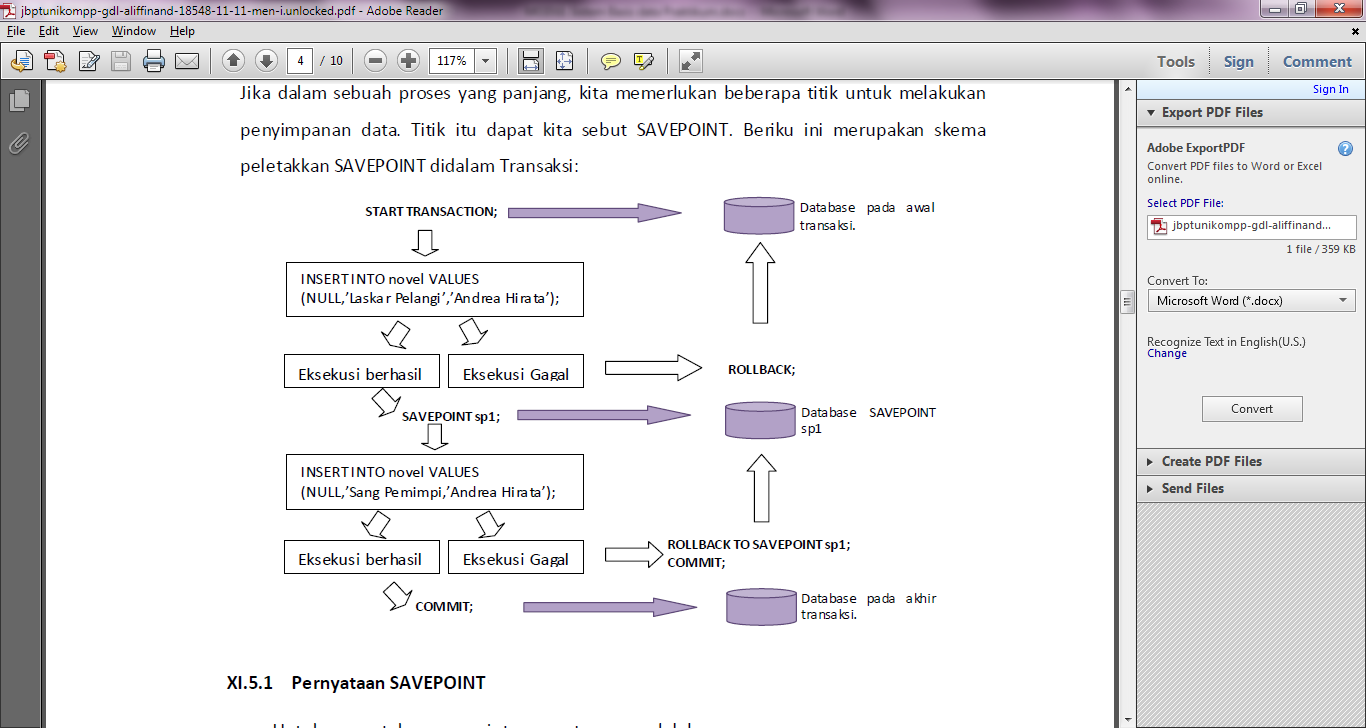 jbptunikompp-gdl-aliffinand-18548-11-11-men-i.unlocked.pdf - Adobe Reader
File Edit View Window Help
4 / 10 117% Tools Sign Comment
Sign In
Export PDF Files
Adobe ExportPDF
Convert PDF files to Word or Excel
online.
Select PDF File:
jbptunikompp-gdl-aliffinand...
1 file / 359 KB
Convert To:
Microsoft Word (*.docx)
Recognize Text in English(U.S.)
Change
Convert
Create PDF Files
Send Files
Jika dalam sebuah proses yang panjang, kita memerlukan beberapa titik untuk melakukan
penyimpanan data. Titik itu dapat kita sebut SAVEPOINT. Beriku ini merupakan skema
peletakkan SAVEPOINT didalam Transaksi:
START TRANSACTION;
Database pada awal
transaksi.
INSERT INTO novel VALUES
(NULL,’Laskar Pelangi’,’Andrea Hirata’);
Eksekusi berhasil
Eksekusi Gagal
ROLLBACK;
SAVEPOINT sp1;
Database SAVEPOINT
sp1
INSERT INTO novel VALUES
(NULL,’Sang Pemimpi,’Andrea Hirata’);
Eksekusi berhasil
Eksekusi Gagal
ROLLBACK TO SAVEPOINT sp1;
COMMIT;
COMMIT;
Database pada akhir
transaksi.
XI.5.1 Pernyataan SAVEPOINT